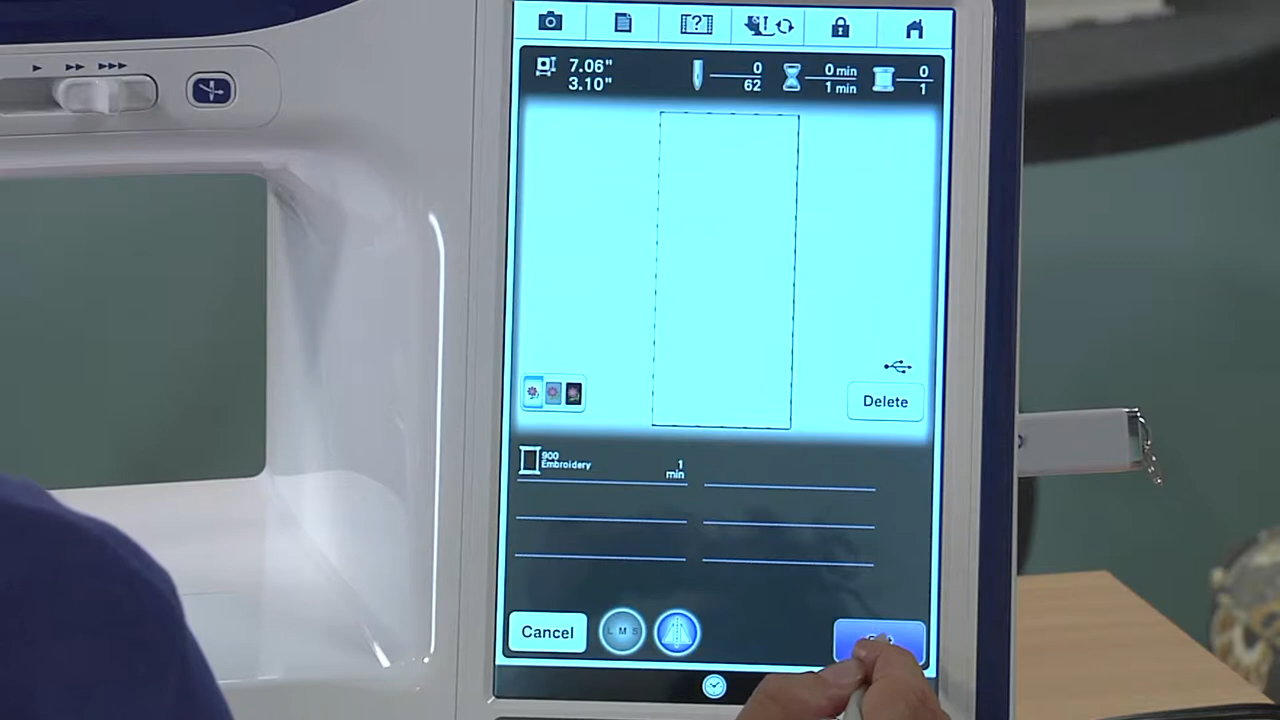 7.06"
3.10"
0
62
0 min
1 min
0
1
Delete
900
Embroidery
1
min
Cancel
L M S